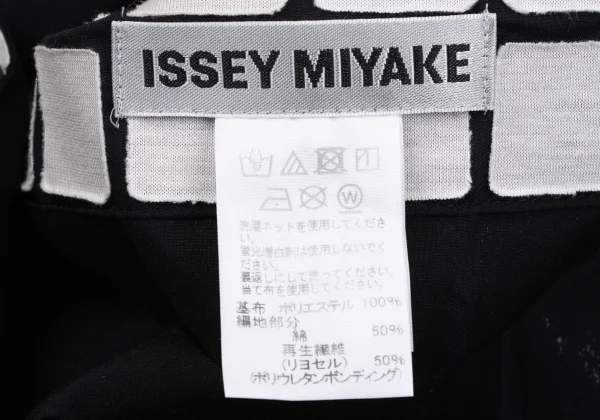 ISSEY MIYAKE
W
洗濯ネットを使用してくださ
い。
蛍光増白剤は使用しないでく
ださい。
裏返しにして洗ってください。
当て布を使用してください。
基布 ポリエステル 100%
編地部分
綿 50%
再生繊維
(リヨセル) 50%
(ポリウレタンボンディング)